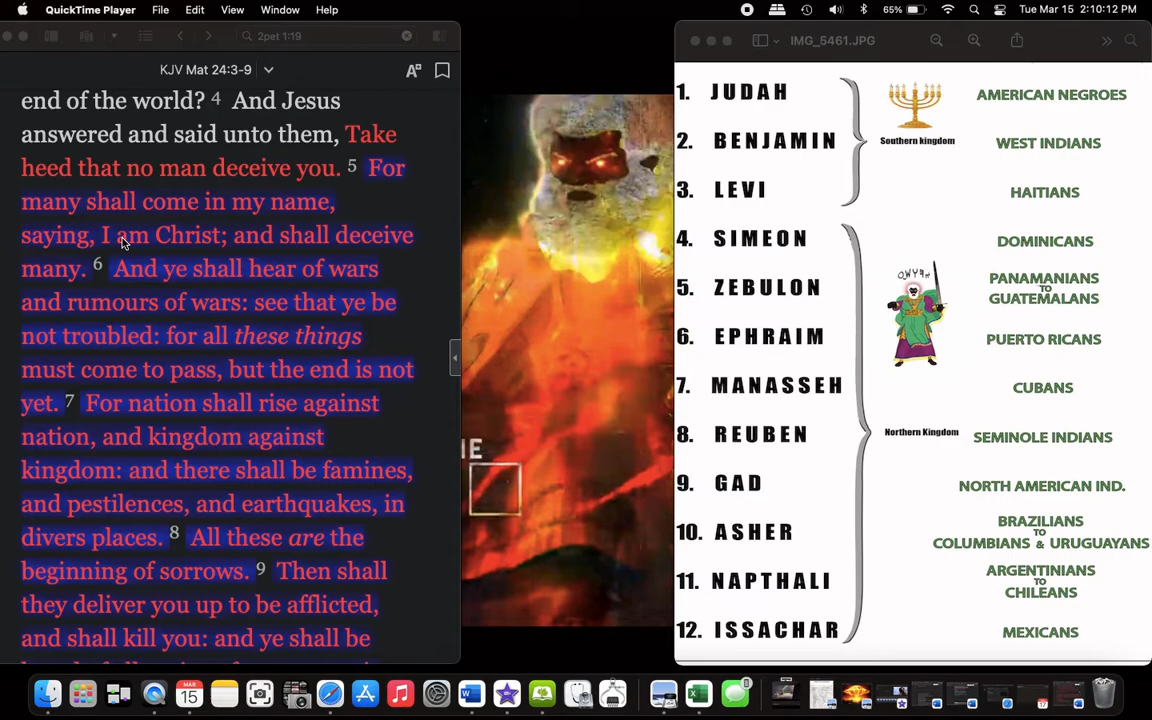 QuickTime Player File Edit View Window Help
65% Tue Mar 15 2:10:12 PM
2pet 1:19
KJV Mat 24:3-9
end of the world? 4 And Jesus
answered and said unto them, Take
heed that no man deceive you. 5 For
many shall come in my name,
saying, I am Christ; and shall deceive
many. 6 And ye shall hear of wars
and rumours of wars: see that ye be
not troubled: for all these things
must come to pass, but the end is not
yet. 7 For nation shall rise against
nation, and kingdom against
kingdom: and there shall be famines,
and pestilences, and earthquakes, in
divers places. 8 All these are the
beginning of sorrows. 9 Then shall
they deliver you up to be afflicted,
and shall kill you: and ye shall be
IMG_5461.JPG
1. JUDAH
AMERICAN NEGROES
2. BENJAMIN
Southern kingdom
WEST INDIANS
3. LEVI
HAITIANS
4. SIMEON
DOMINICANS
5. ZEBULON
PANAMANIANS
TO
GUATEMALANS
6. EPHRAIM
PUERTO RICANS
7. MANASSEH
CUBANS
8. REUBEN
Northern Kingdom
SEMINOLE INDIANS
9. GAD
NORTH AMERICAN IND.
10. ASHER
BRAZILIANS
TO
COLUMBIANS & URUGUAYANS
11. NAPTHALI
ARGENTINIANS
TO
CHILEANS
12. ISSACHAR
MEXICANS
MAR
15